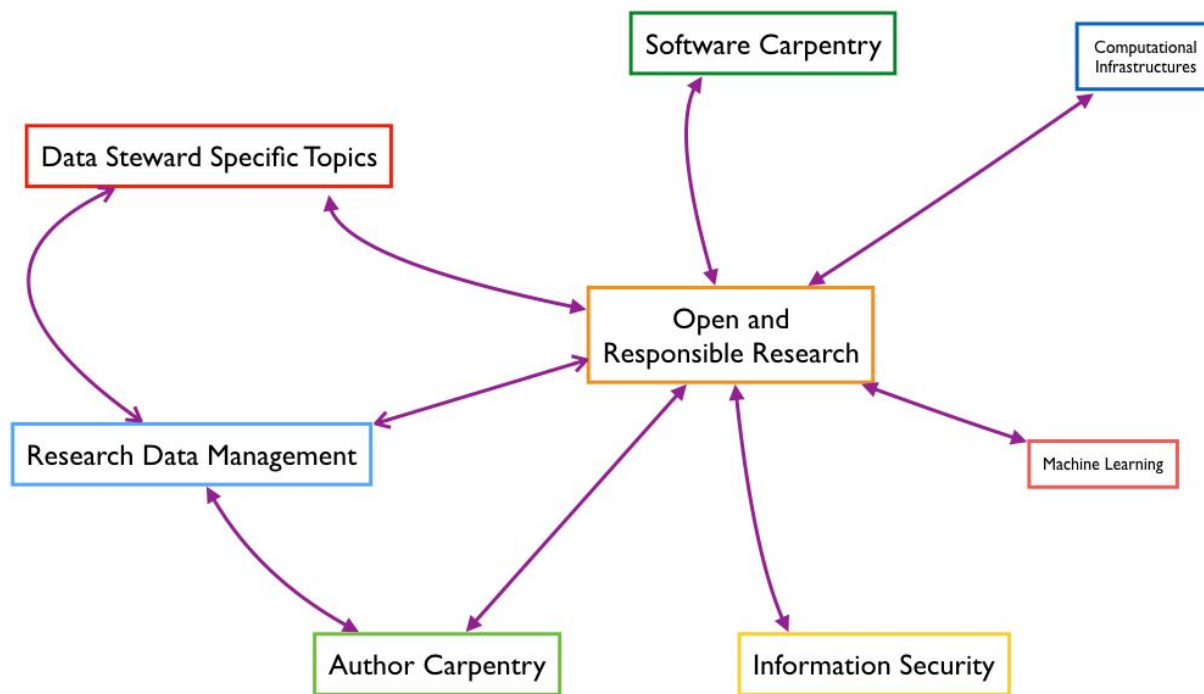 Software Carpentry
Computational
Infrastructures
Data Steward Specific Topics
Open and
Responsible Research
Research Data Management
Machine Learning
Author Carpentry
Information Security